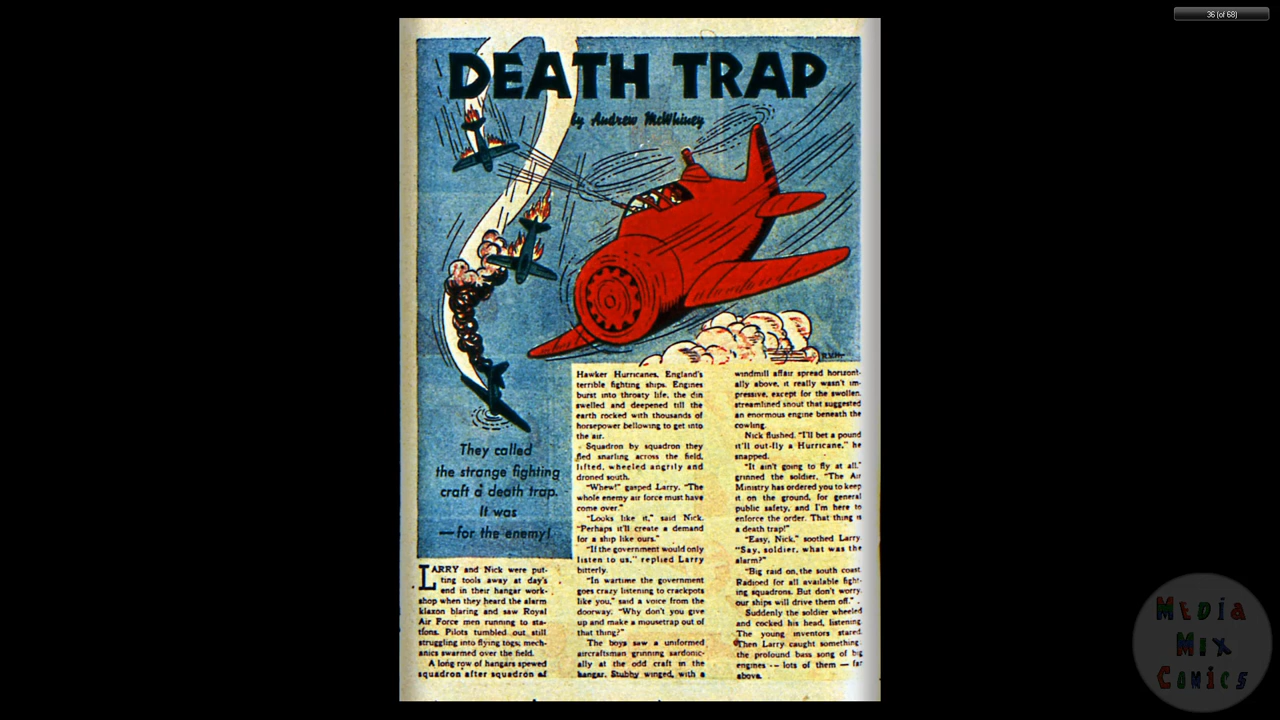 36 (of 68)
DEATH TRAP
by Andrew McWhiney
They called
the strange fighting
craft a death trap.
It was
—for the enemy!
LARRY and Nick were put-
ting tools away at day's
end in their hangar work-
shop when they heard the alarm
klaxon blaring and saw Royal
Air Force men running to sta-
tions. Pilots tumbled out still
struggling into flying togs; mech-
anics swarmed over the field.
A long row of hangars spewed
squadron after squadron of
Hawker Hurricanes, England's
terrible fighting ships. Engines
burst into throaty life, the din
swelled and deepened till the
earth rocked with thousands of
horsepower bellowing to get into
the air.
Squadron by squadron they
fled snarling across the field,
lifted, wheeled angrily and
droned south.
"Whew!" gasped Larry. "The
whole enemy air force must have
come over."
"Looks like it," said Nick.
"Perhaps it'll create a demand
for a ship like ours."
"If the government would only
listen to us," replied Larry
bitterly.
"In wartime the government
goes crazy listening to crackpots
like you," said a voice from the
doorway. "Why don't you give
up and make a mousetrap out of
that thing?"
The boys saw a uniformed
aircraftsman grinning sardonic-
ally at the odd craft in the
hangar. Stubby winged, with a
windmill affair spread horizont-
ally above, it really wasn't im-
pressive, except for the swollen,
streamlined snout that suggested
an enormous engine beneath the
cowling.
Nick flushed. "I'll bet a pound
it'll out-fly a Hurricane," he
snapped.
"It ain't going to fly at all,"
grinned the soldier. "The Air
Ministry has ordered you to keep
it on the ground, for general
public safety, and I'm here to
enforce the order. That thing is
a death trap!"
"Easy, Nick," soothed Larry.
"Say, soldier, what was the
alarm?"
"Big raid on the south coast.
Radioed for all available fight-
ing squadrons. But don't worry,
our ships will drive them off."
Suddenly the soldier wheeled
and cocked his head, listening.
The young inventors stared.
Then Larry caught something:
the profound bass song of big
engines -- lots of them — far
above.
MEDIA
MIX
COMICS